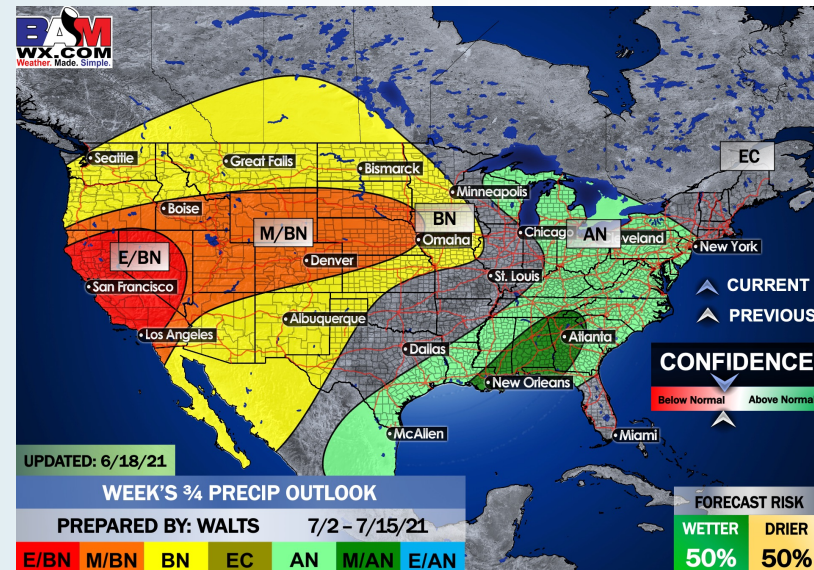 BAM
WX.COM
Weather. Made. Simple.
Seattle
Great Falls
Bismarck
EC
Minneapolis
Boise
BN
M/BN
Omaha
Chicago
AN
veland
New York
E/BN
Denver
St. Louis
San Francisco
CURRENT
Albuquerque
PREVIOUS
Los Angeles
Atlanta
Dallas
CONFIDENCE
New Orleans
Below Normal
Above Norma
McAllen
Miami
UPDATED: 6/18/21
WEEK'S ¾ PRECIP OUTLOOK
PREPARED BY: WALTS 7/2 – 7/15/21
E/BN M/BN BN EC AN M/AN E/AN
FORECAST RISK
WETTER DRIER
50% 50%